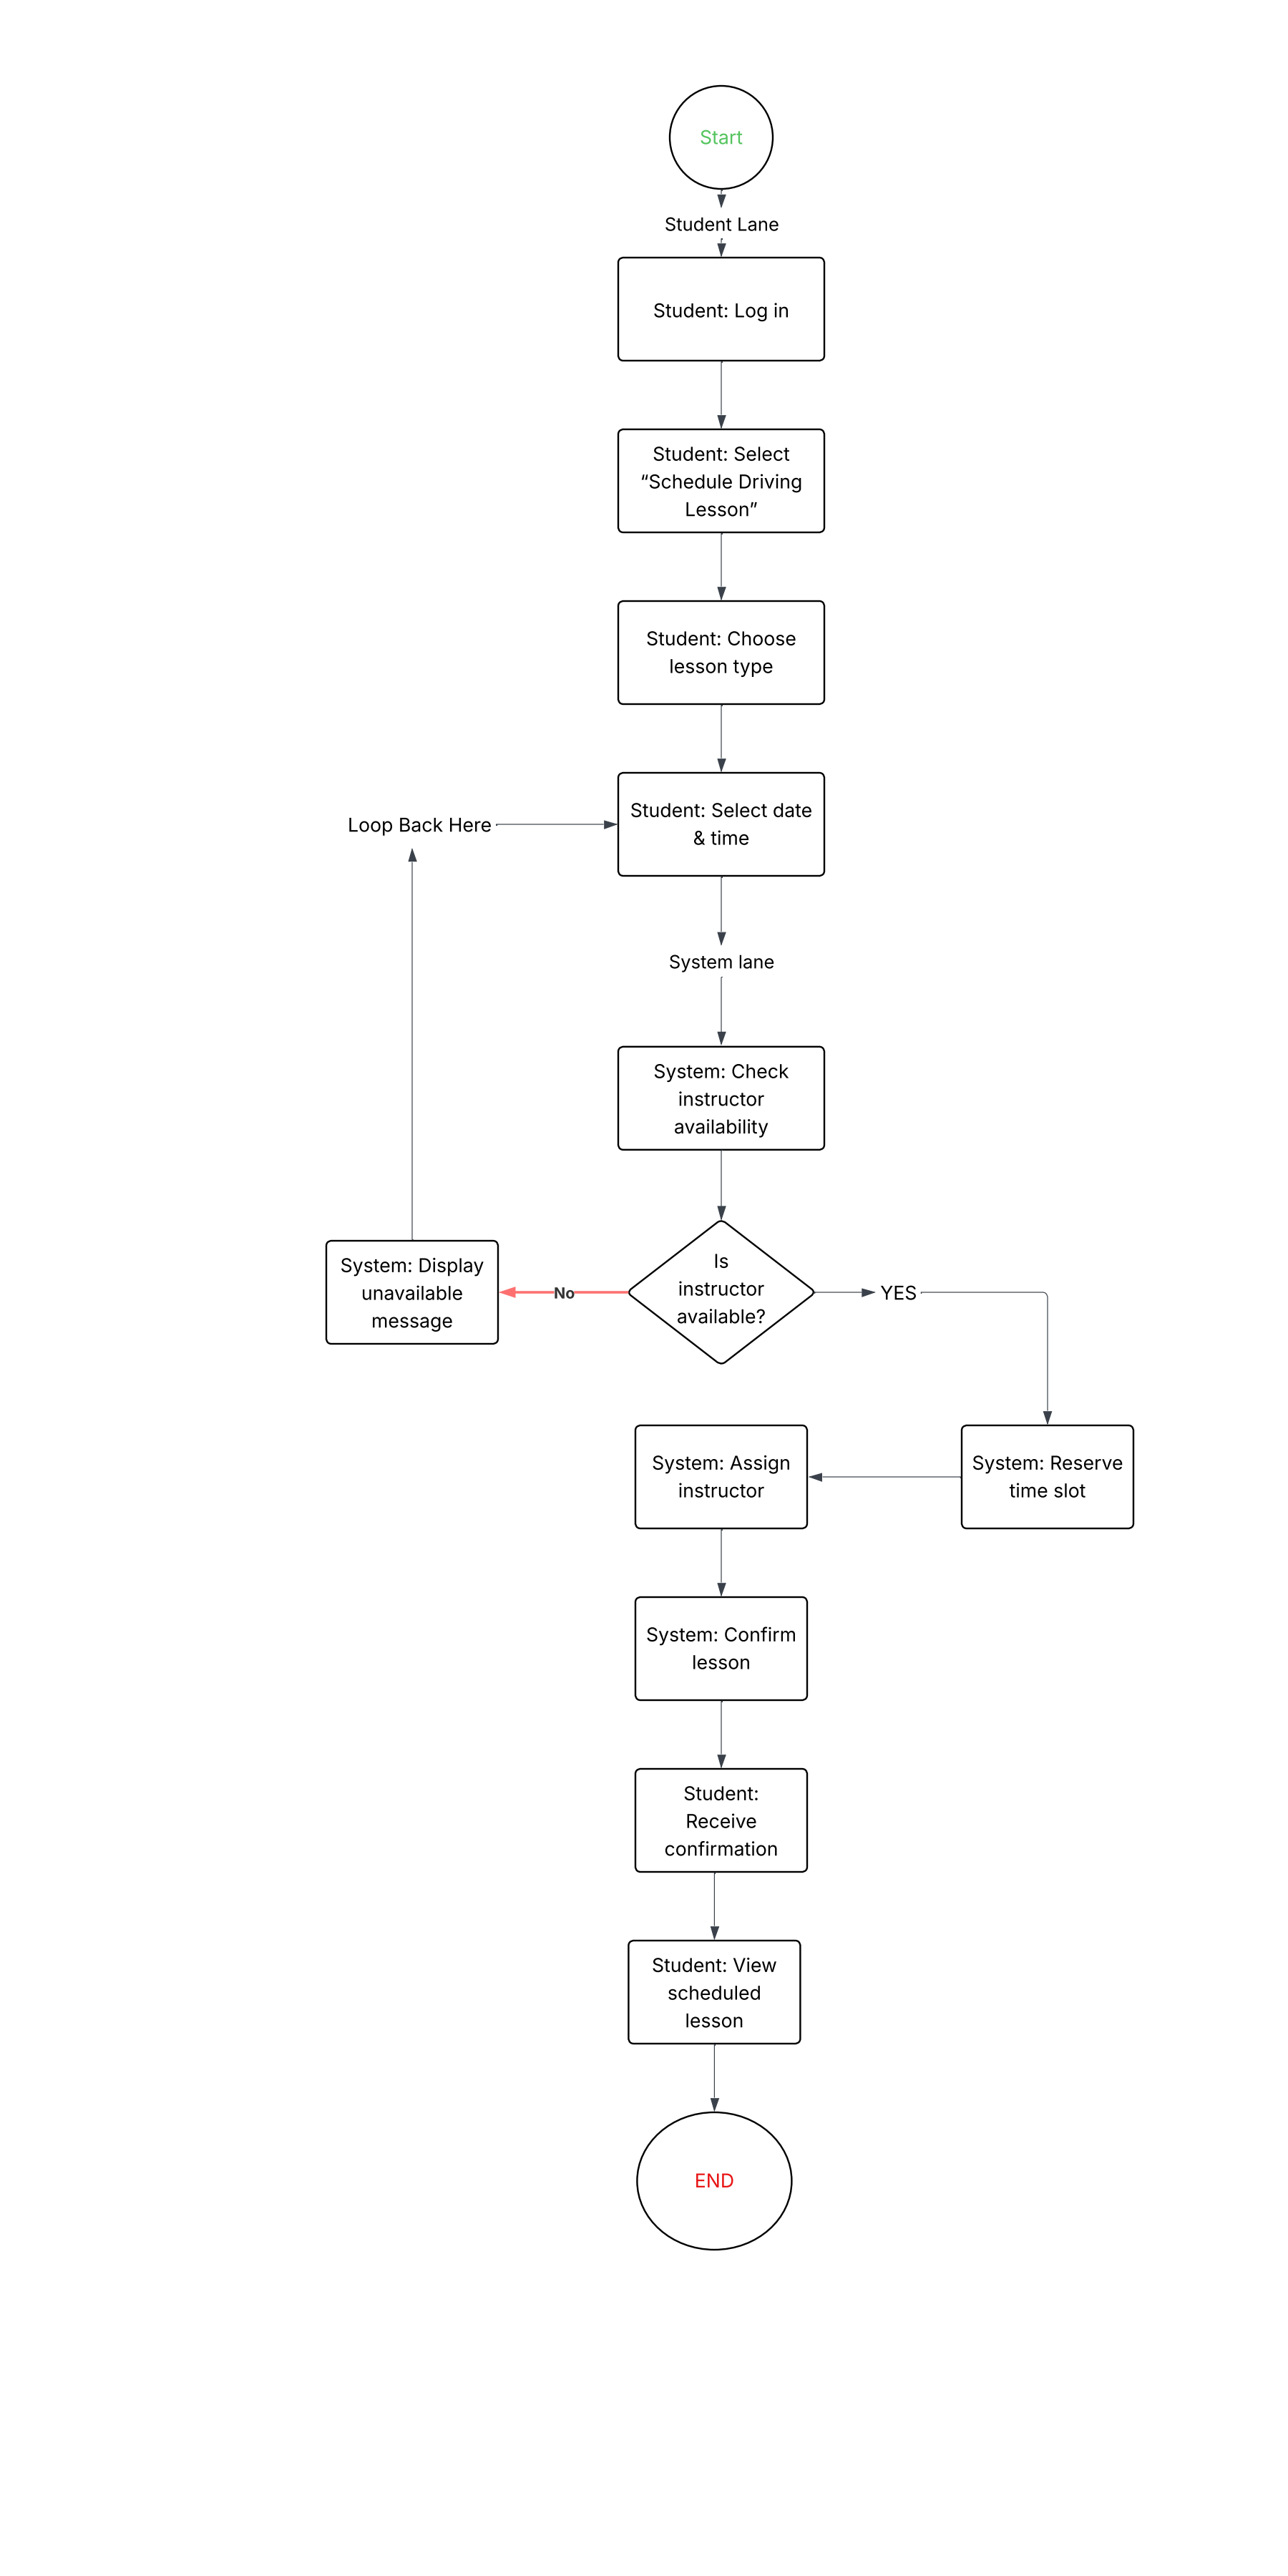 Start
Student Lane
Student: Log in
Student: Select
“Schedule Driving
Lesson”
Student: Choose
lesson type
Loop Back Here
Student: Select date
& time
System lane
System: Check
instructor
availability
System: Display
unavailable
message
No
Is
instructor
available?
YES
System: Assign
instructor
System: Reserve
time slot
System: Confirm
lesson
Student:
Receive
confirmation
Student: View
scheduled
lesson
END